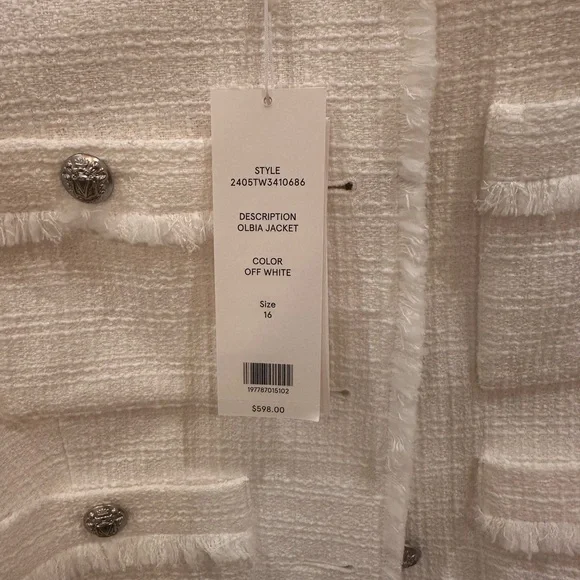 STYLE
2405TW3410686
DESCRIPTION
OLBIA JACKET
COLOR
OFF WHITE
Size
16
197787015102
$598.00